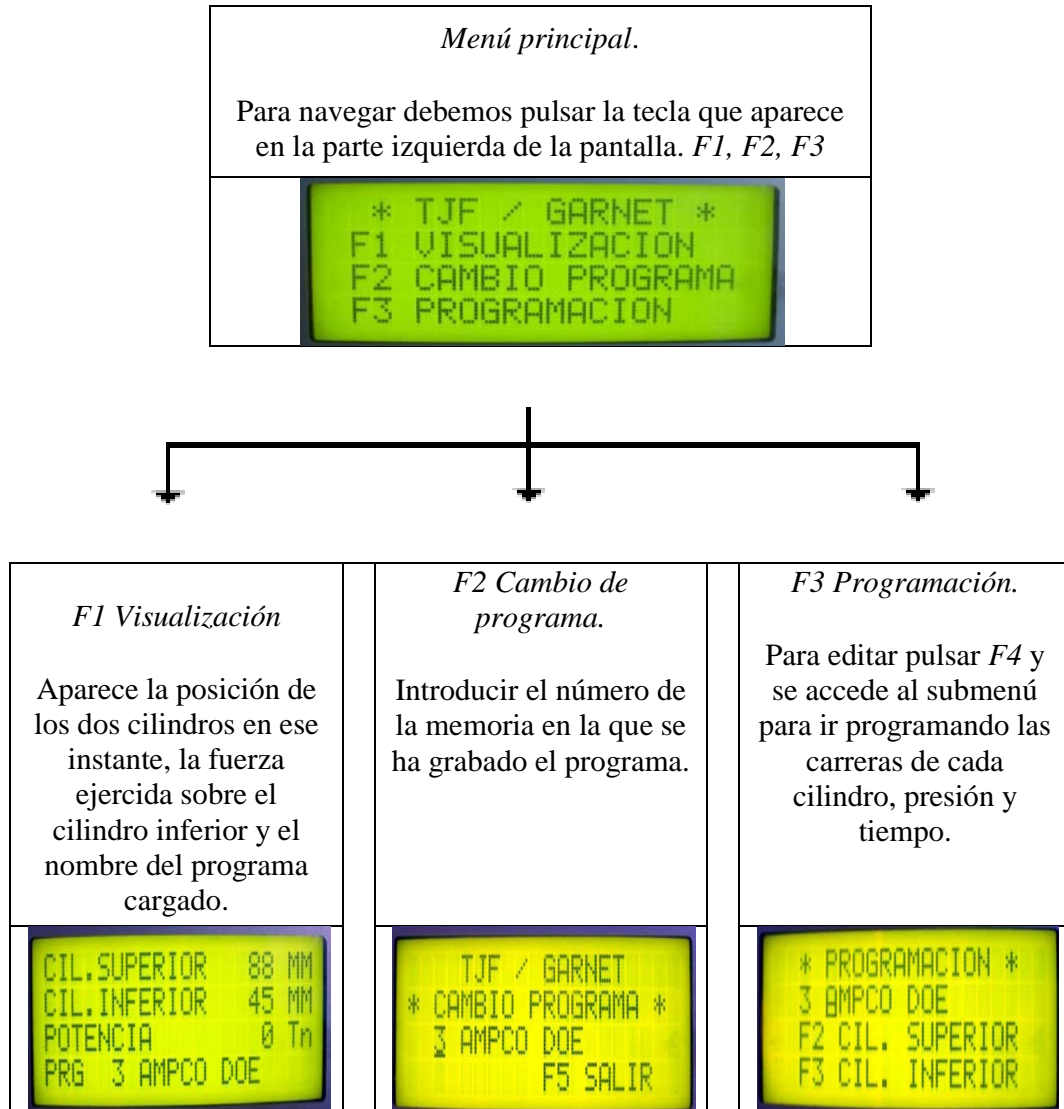 Menú principal.
Para navegar debemos pulsar la tecla que aparece
en la parte izquierda de la pantalla. F1, F2, F3
* TJF / GARNET *
F1 VISUALIZACION
F2 CAMBIO PROGRAMA
F3 PROGRAMACION
F1 Visualización
Aparece la posición de
los dos cilindros en ese
instante, la fuerza
ejercida sobre el
cilindro inferior y el
nombre del programa
cargado.
CIL.SUPERIOR 88 MM
CIL.INFERIOR 45 MM
POTENCIA 0 Tn
PRG 3 AMPCO DOE
F2 Cambio de
programa.
Introducir el número de
la memoria en la que se
ha grabado el programa.
TJF / GARNET
* CAMBIO PROGRAMA *
3 AMPCO DOE
F5 SALIR
F3 Programación.
Para editar pulsar F4 y
se accede al submenú
para ir programando las
carreras de cada
cilindro, presión y
tiempo.
* PROGRAMACION *
3 AMPCO DOE
F2 CIL. SUPERIOR
F3 CIL. INFERIOR